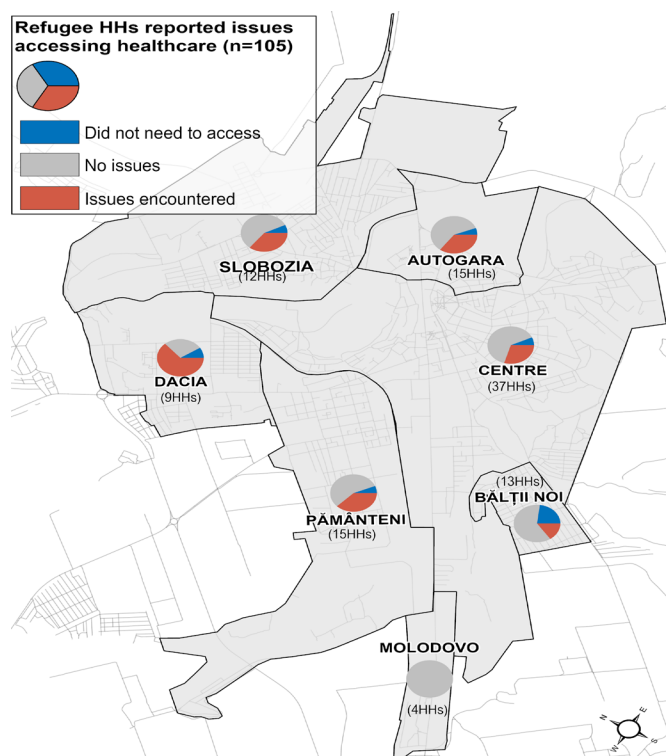 Refugee HHs reported issues
accessing healthcare (n=105)
Did not need to access
No issues
Issues encountered
SLOBOZIA
(12HHs)
AUTOGARA
(15HHs)
DACIA
(9HHs)
CENTRE
(37HHs)
(13HHs)
BĂLȚII NOI
PĂMÂNTENI
(15HHs)
MOLODOVO
(4HHs)
N
E
W
S